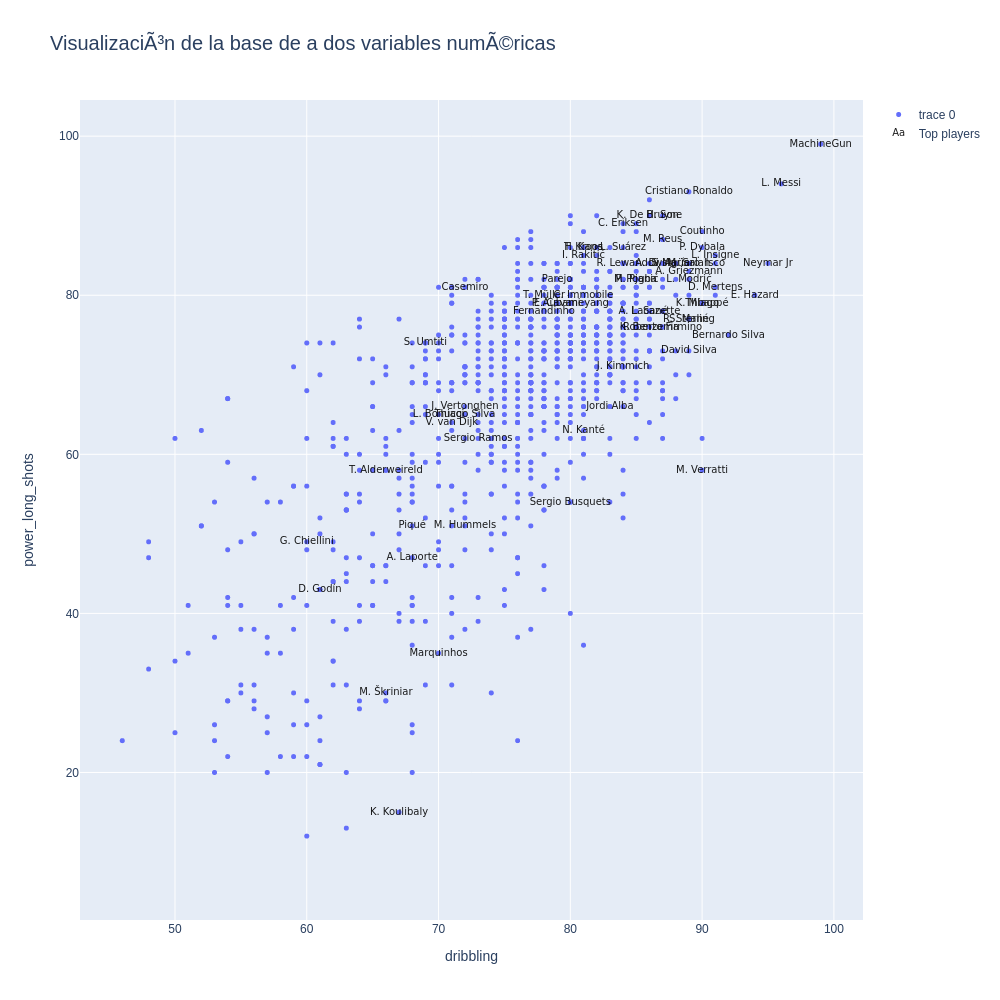 VisualizaciÃ³n de la base de a dos variables numÃ©ricas
trace 0
Aa Top players
100
80
60
40
20
power_long_shots
50 60 70 80 90 100
dribbling
MachineGun
L. Messi
Cristiano Ronaldo
K. De Bruyne
C. Eriksen
Coutinho
M. Reus
L. Suárez
P. Dybala
I. Rakitić
L. Insigne
Neymar Jr
A. Griezmann
Parejo
L. Modrić
Casemiro
D. Mertens
T. Müller
C. Immobile
E. Hazard
Fernandinho
Bernardo Silva
S. Umtiti
David Silva
J. Kimmich
J. Vertonghen
Jordi Alba
L. Bonucci
Thiago Silva
V. van Dijk
N. Kanté
Sergio Ramos
T. Alderweireld
M. Verratti
Sergio Busquets
Piqué
M. Hummels
G. Chiellini
A. Laporte
D. Godín
Marquinhos
M. Škriniar
K. Koulibaly